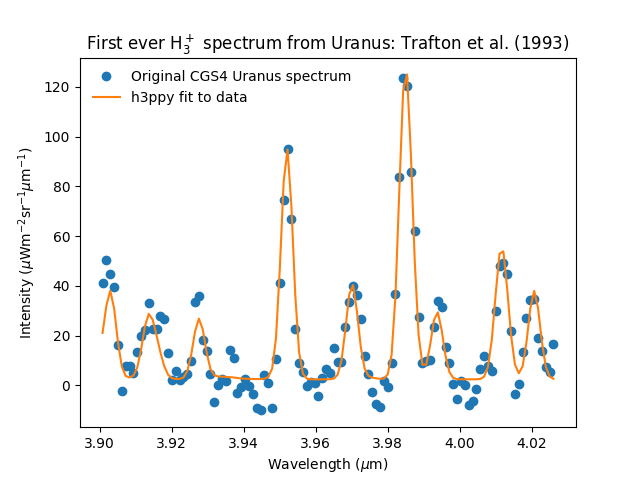 First ever H₃⁺ spectrum from Uranus: Trafton et al. (1993)
Original CGS4 Uranus spectrum
h3ppy fit to data
Intensity (μWm⁻²sr⁻¹μm⁻¹)
120
100
80
60
40
20
0
3.90 3.92 3.94 3.96 3.98 4.00 4.02
Wavelength (μm)